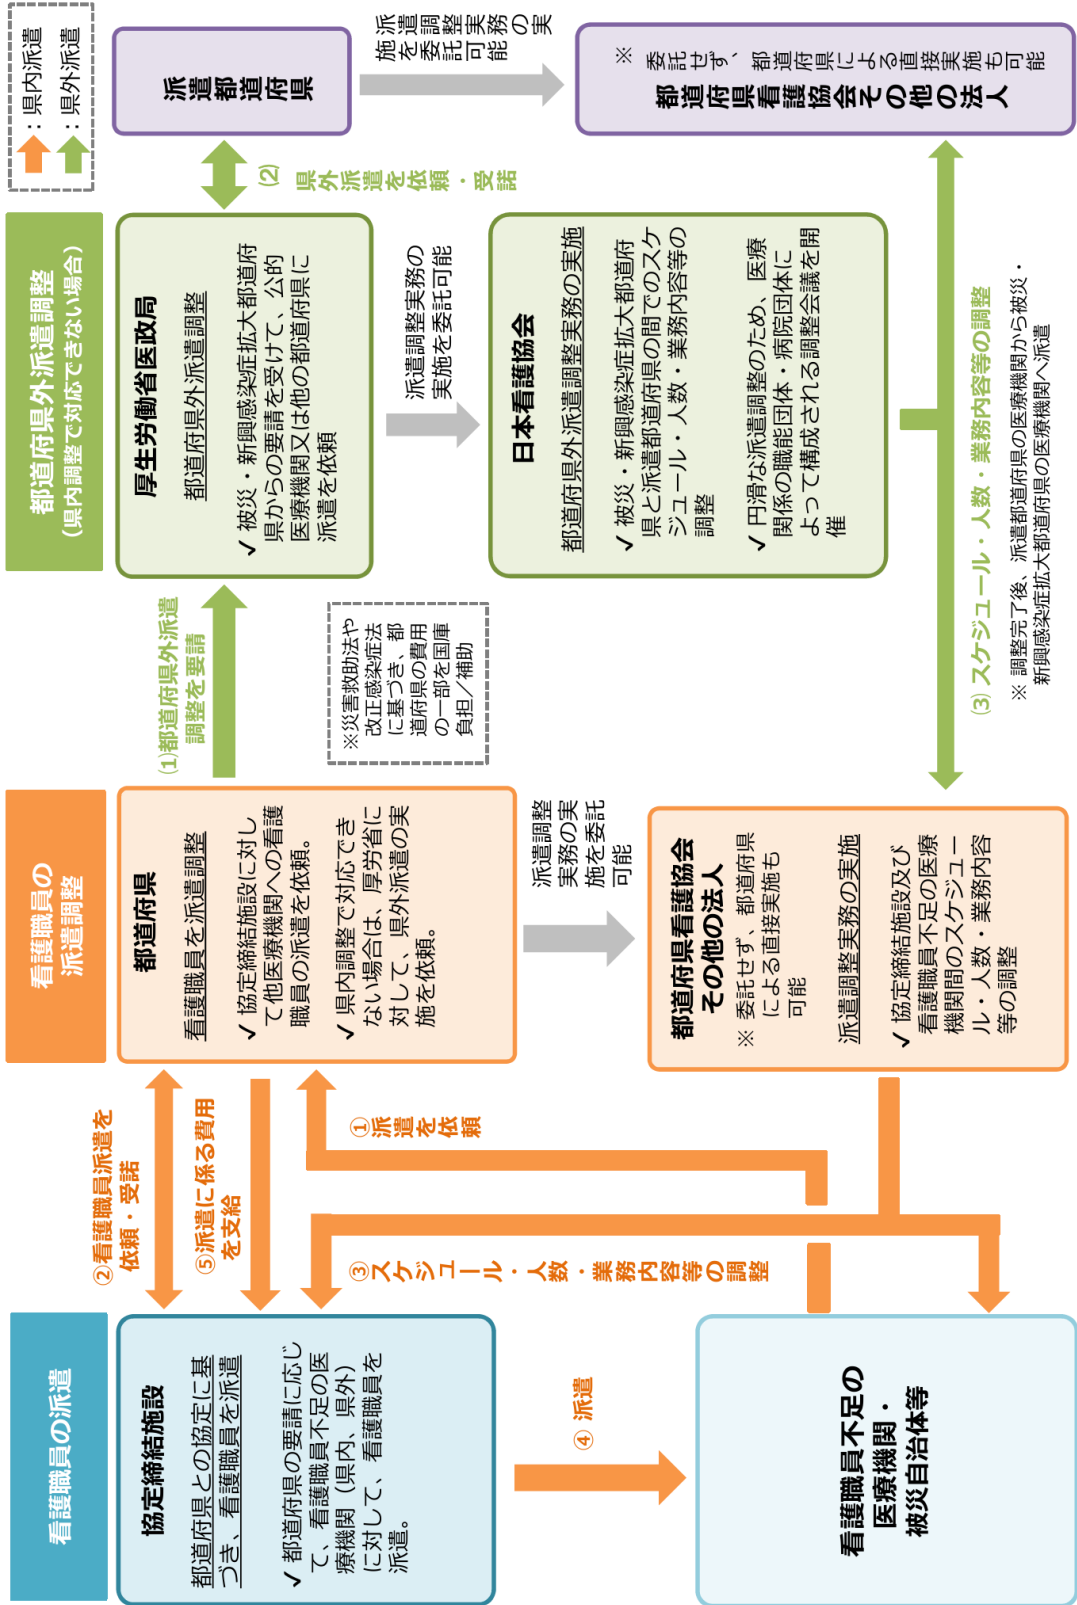 看護職員の派遣
協定締結施設
都道府県との協定に基
づき、看護職員を派遣
✓ 都道府県の要請に応じ
て、看護職員不足の医
療機関（県内、県外）
に対して、看護職員を
派遣。
④ 派遣
看護職員不足の
医療機関・
被災自治体等
②看護職員派遣を
依頼・受諾
⑤派遣に係る費用
を支給
①派遣を依頼
③スケジュール・人数・業務内容等の調整
看護職員の
派遣調整
都道府県
看護職員を派遣調整
✓ 協定締結施設に対し
て他医療機関への看護
職員の派遣を依頼。
✓ 県内調整で対応でき
ない場合は、厚労省に
対して、県外派遣の実
施を依頼。
派遣調整
実務の実
施を委託
可能
都道府県看護協会
その他の法人
※ 委託せず、都道府県
による直接実施も
可能
派遣調整実務の実施
✓ 協定締結施設及び
看護職員不足の医療
機関間のスケジュー
ル・人数・業務内容
等の調整
⑴都道府県外派遣
調整を要請
※災害救助法や
改正感染症法
に基づき、都
道府県の費用
の一部を国庫
負担／補助
都道府県外派遣調整
（県内調整で対応できない場合）
厚生労働省医政局
都道府県外派遣調整
✓ 被災・新興感染症拡大都道府
県からの要請を受けて、公的
医療機関又は他の都道府県に
派遣を依頼
派遣調整実務の
実施を委託可能
日本看護協会
都道府県外派遣調整実務の実施
✓ 被災・新興感染症拡大都道府
県と派遣都道府県の間でのスケ
ジュール・人数・業務内容等の
調整
✓ 円滑な派遣調整のため、医療
関係の職能団体・病院団体に
よって構成される調整会議を開
催
⑶ スケジュール・人数・業務内容等の調整
※ 調整完了後、派遣都道府県の医療機関から被災・
新興感染症拡大都道府県の医療機関へ派遣
⑵
県外派遣を依頼・受諾
：県内派遣
：県外派遣
派遣都道府県
派遣調整実務の実
施を委託可能
※ 委託せず、都道府県による直接実施も可能
都道府県看護協会その他の法人